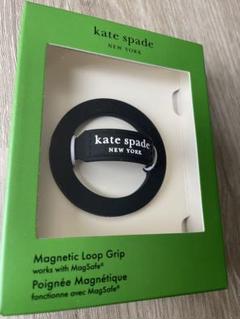 kate spade
NEW YORK
kate spade
NEW YORK
Magnetic Loop Grip
works with MagSafe®
Poignée Magnétique
fonctionne avec MagSafe®